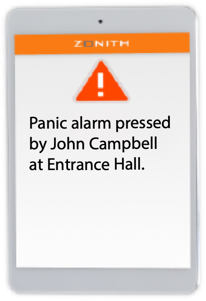 ZENITH
Panic alarm pressed
by John Campbell
at Entrance Hall.